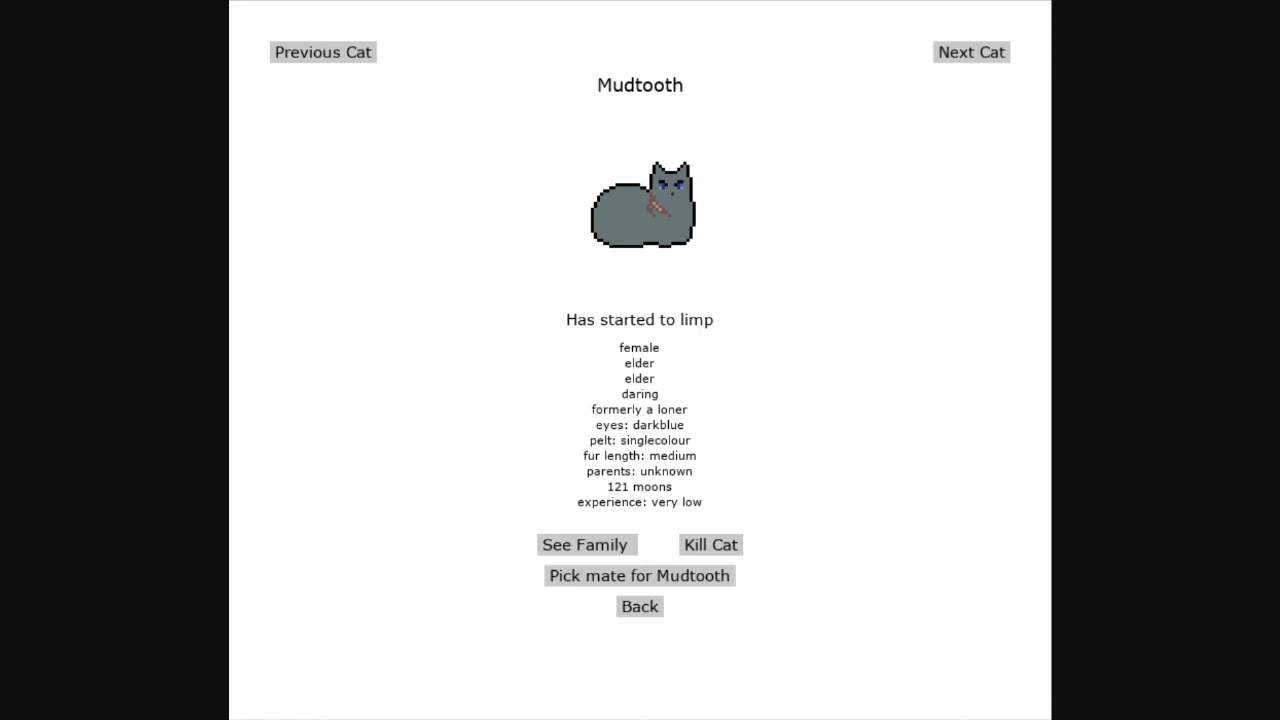 Previous Cat
Next Cat
Mudtooth
Has started to limp
female
elder
elder
daring
formerly a loner
eyes: darkblue
pelt: singlecolour
fur length: medium
parents: unknown
121 moons
experience: very low
See Family
Kill Cat
Pick mate for Mudtooth
Back